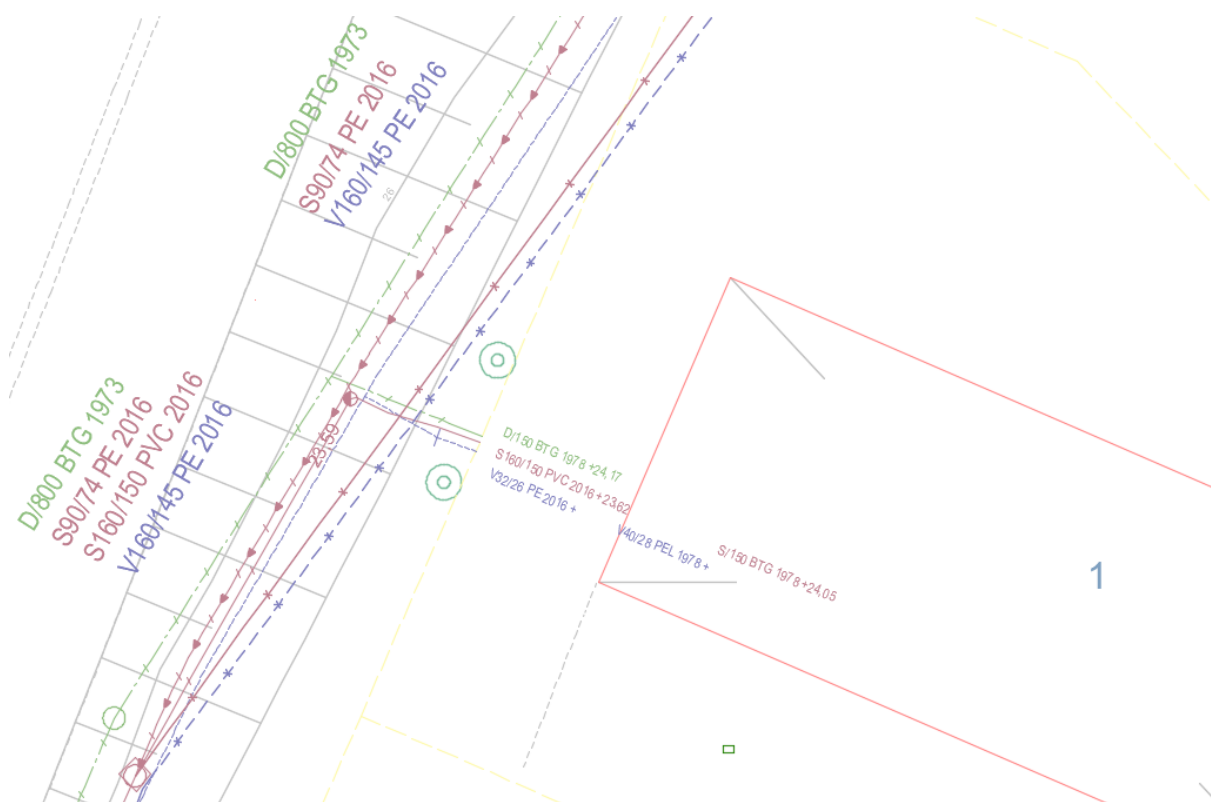 D/800 BTG 1973
S90/74 PE 2016
V160/145 PE 2016
26
D/800 BTG 1973
S90/74 PE 2016
S160/150 PVC 2016
V160/145 PE 2016
23,59
D/150 BTG 1978 +24,17
S160/150 PVC 2016 +23,62
V32/26 PE 2016 +
V40/28 PEL 1978 +
S/150 BTG 1978 +24,05
1